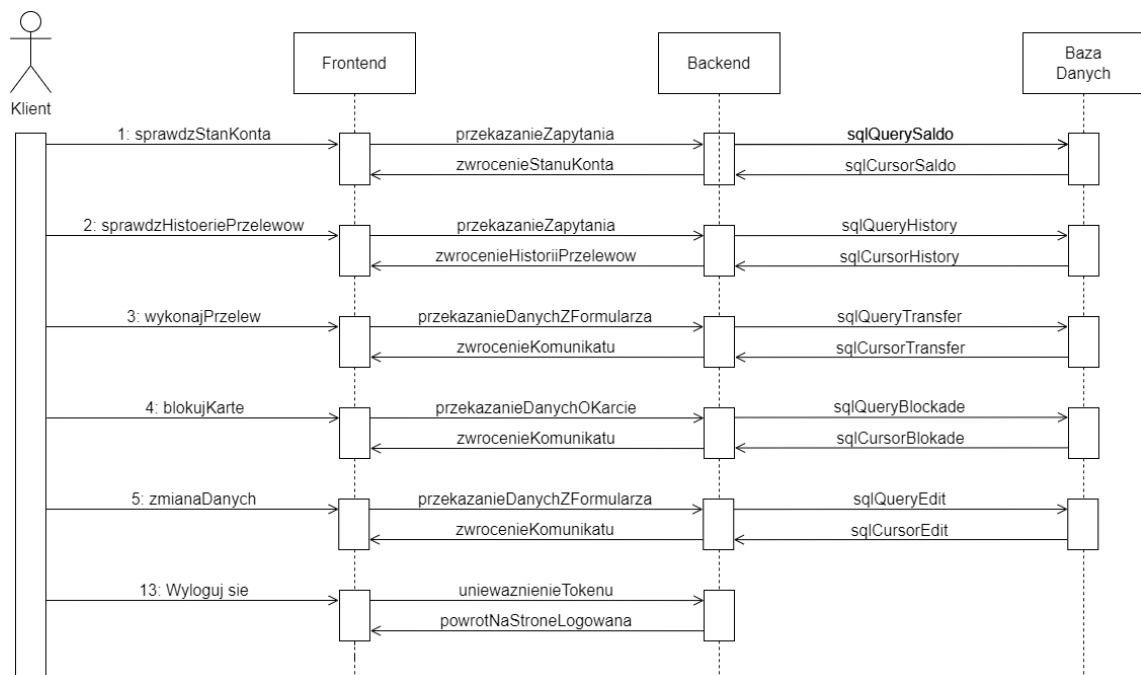 Frontend
Backend
Baza
Danych
Klient
1: sprawdzStanKonta
przekazanieZapytania
sqlQuerySaldo
zwrocenieStanuKonta
sqlCursorSaldo
2: sprawdzHistoeriePrzelewow
przekazanieZapytania
sqlQueryHistory
zwrocenieHistoriiPrzelewow
sqlCursorHistory
3: wykonajPrzelew
przekazanieDanychZFormularza
sqlQueryTransfer
zwrocenieKomunikatu
sqlCursorTransfer
4: blokujKarte
przekazanieDanychOKarcie
sqlQueryBlockade
zwrocenieKomunikatu
sqlCursorBlokade
5: zmianaDanych
przekazanieDanychZFormularza
sqlQueryEdit
zwrocenieKomunikatu
sqlCursorEdit
13: Wyloguj sie
uniewaznienieTokenu
powrotNaStroneLogowana